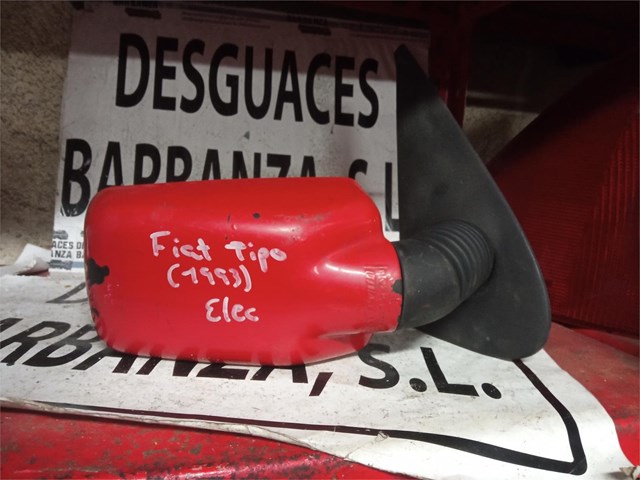 DESGUACES
BARRANZA, S.L.
Fiat Tipo
(1993)
Elec
ARBANZA, S.L.